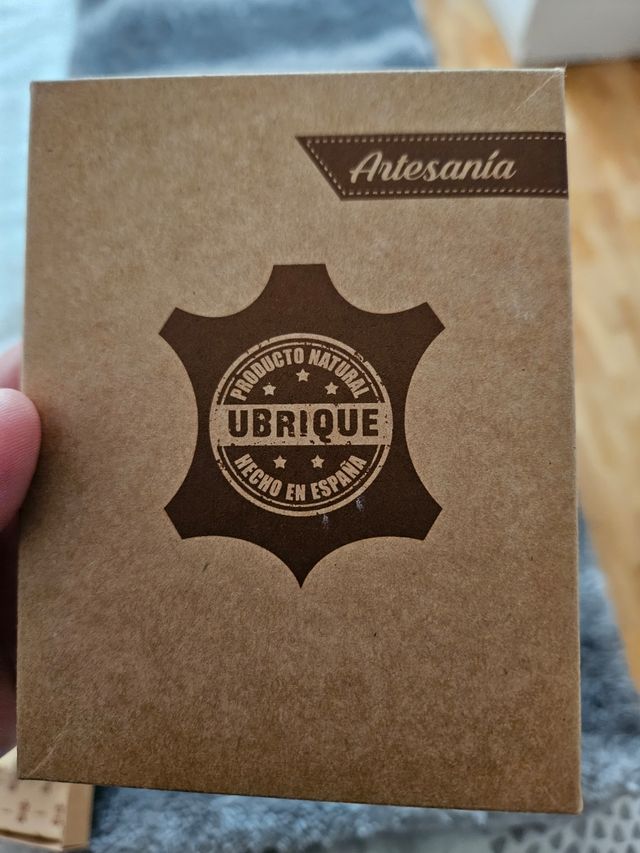 Artesanía
PRODUCTO NATURAL
UBRIQUE
HECHO EN ESPAÑA